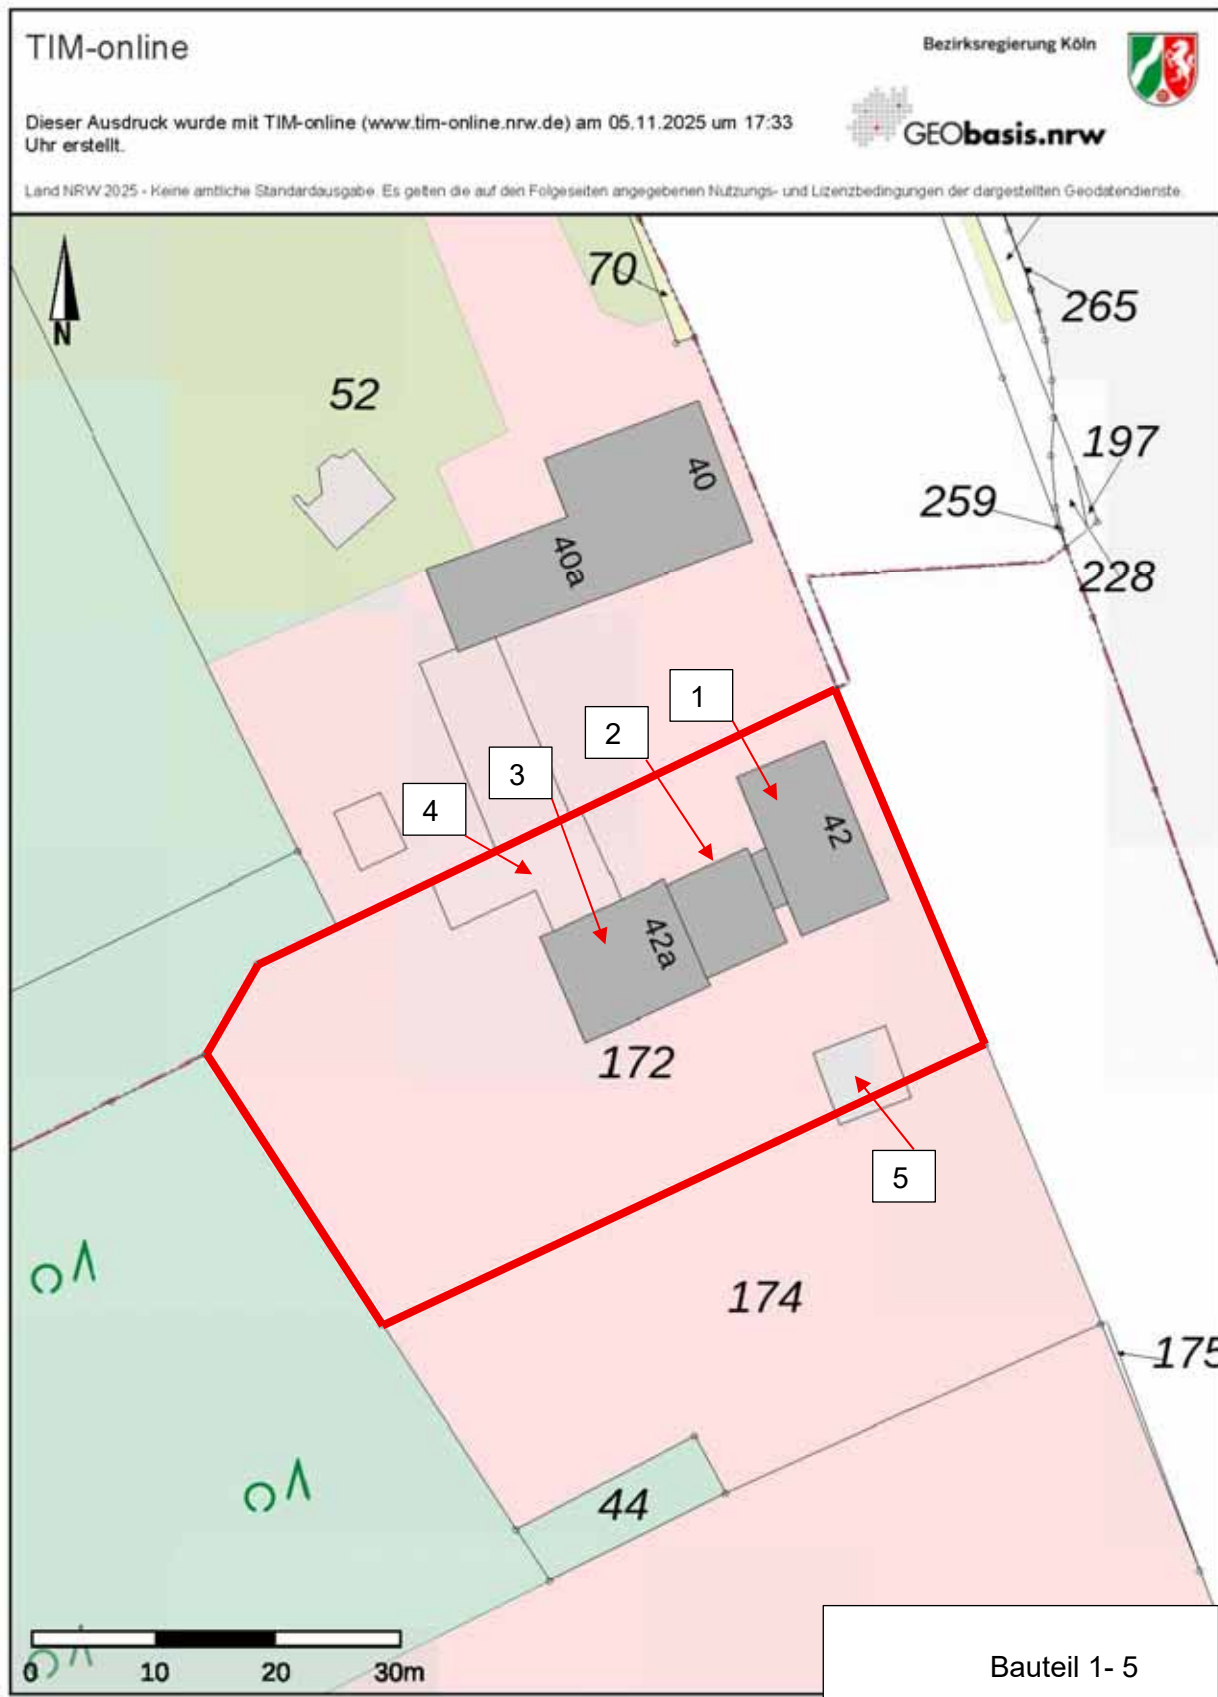 TIM-online
Bezirksregierung Köln
Dieser Ausdruck wurde mit TIM-online (www.tim-online.nrw.de) am 05.11.2025 um 17:33
Uhr erstellt.
GEObasis.nrw
Land NRW 2025 - Keine amtliche Standardausgabe. Es gelten die auf den Folgeseiten angegebenen Nutzungs- und Lizenzbedingungen der dargestellten Geodatendienste.
70
265
N
52
197
40
259
40a
228
1
2
3
4
42
42a
172
5
174
175
44
0 10 20 30m
Bauteil 1- 5